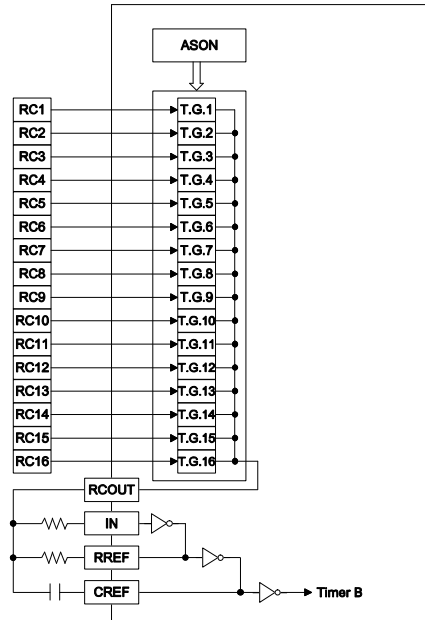 ASON
RC1 T.G.1
RC2 T.G.2
RC3 T.G.3
RC4 T.G.4
RC5 T.G.5
RC6 T.G.6
RC7 T.G.7
RC8 T.G.8
RC9 T.G.9
RC10 T.G.10
RC11 T.G.11
RC12 T.G.12
RC13 T.G.13
RC14 T.G.14
RC15 T.G.15
RC16 T.G.16
RCOUT
IN
RREF
CREF Timer B